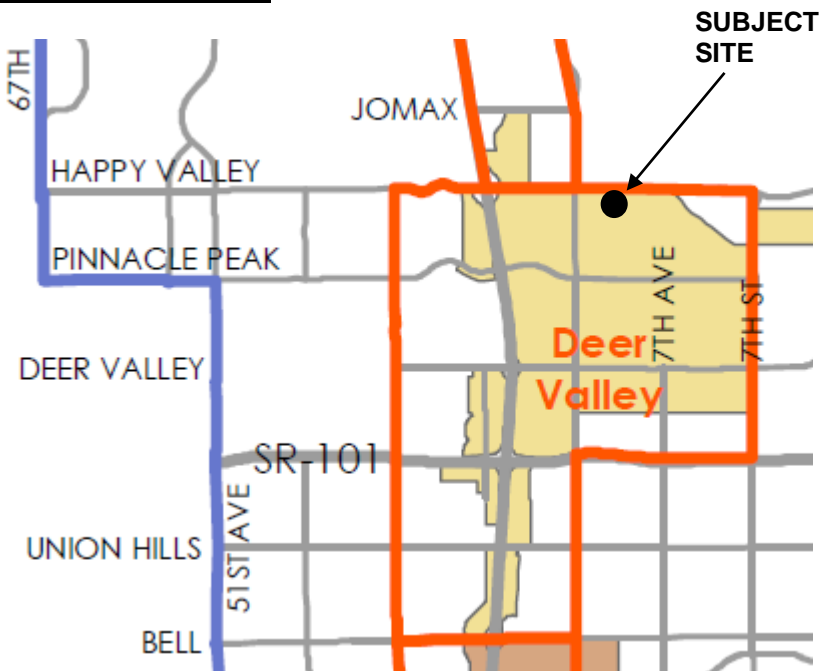 SUBJECT
SITE
67TH
JOMAX
HAPPY VALLEY
PINNACLE PEAK
7TH AVE
7TH ST
Deer
Valley
DEER VALLEY
SR-101
51ST AVE
UNION HILLS
BELL